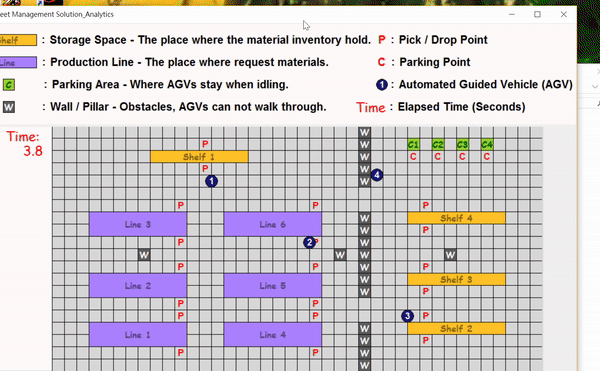 eet Management Solution_Analytics
Shelf : Storage Space - The place where the material inventory hold. P : Pick / Drop Point
Line : Production Line - The place where request materials. C : Parking Point
C : Parking Area - Where AGVs stay when idling. 1 : Automated Guided Vehicle (AGV)
W : Wall / Pillar - Obstacles, AGVs can not walk through. Time : Elapsed Time (Seconds)
Time:
3.8
W
P W C1 C2 C3 C4
Shelf 1 W C C C C
P W
1 W 4
P P P
Line 3 Line 6 W Shelf 4
W P
P 2 P W
W W W W
P P W P
Line 2 Line 5 W Shelf 3
W P
P P
P P 3 P
Line 1 Line 4 W Shelf 2
W P
P P W
W